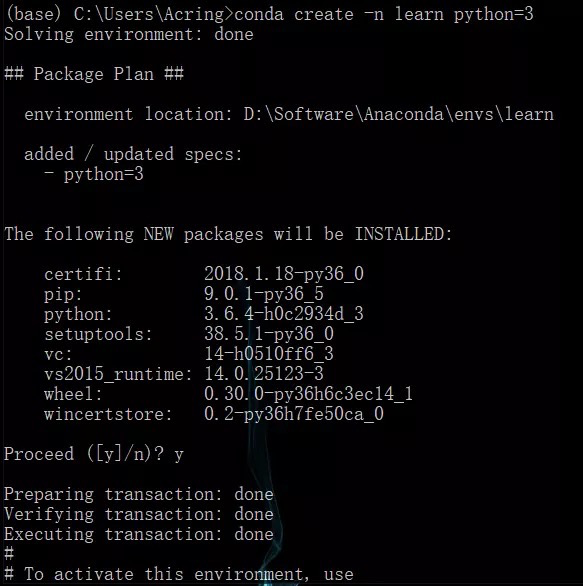 (base) C:\Users\Acring>conda create -n learn python=3
Solving environment: done
## Package Plan ##
environment location: D:\Software\Anaconda\envs\learn
added / updated specs:
- python=3
The following NEW packages will be INSTALLED:
certifi: 2018.1.18-py36_0
pip: 9.0.1-py36_5
python: 3.6.4-h0c2934d_3
setuptools: 38.5.1-py36_0
vc: 14-h0510ff6_3
vs2015_runtime: 14.0.25123-3
wheel: 0.30.0-py36h6c3ec14_1
wincertstore: 0.2-py36h7fe50ca_0
Proceed ([y]/n)? y
Preparing transaction: done
Verifying transaction: done
Executing transaction: done
#
# To activate this environment, use